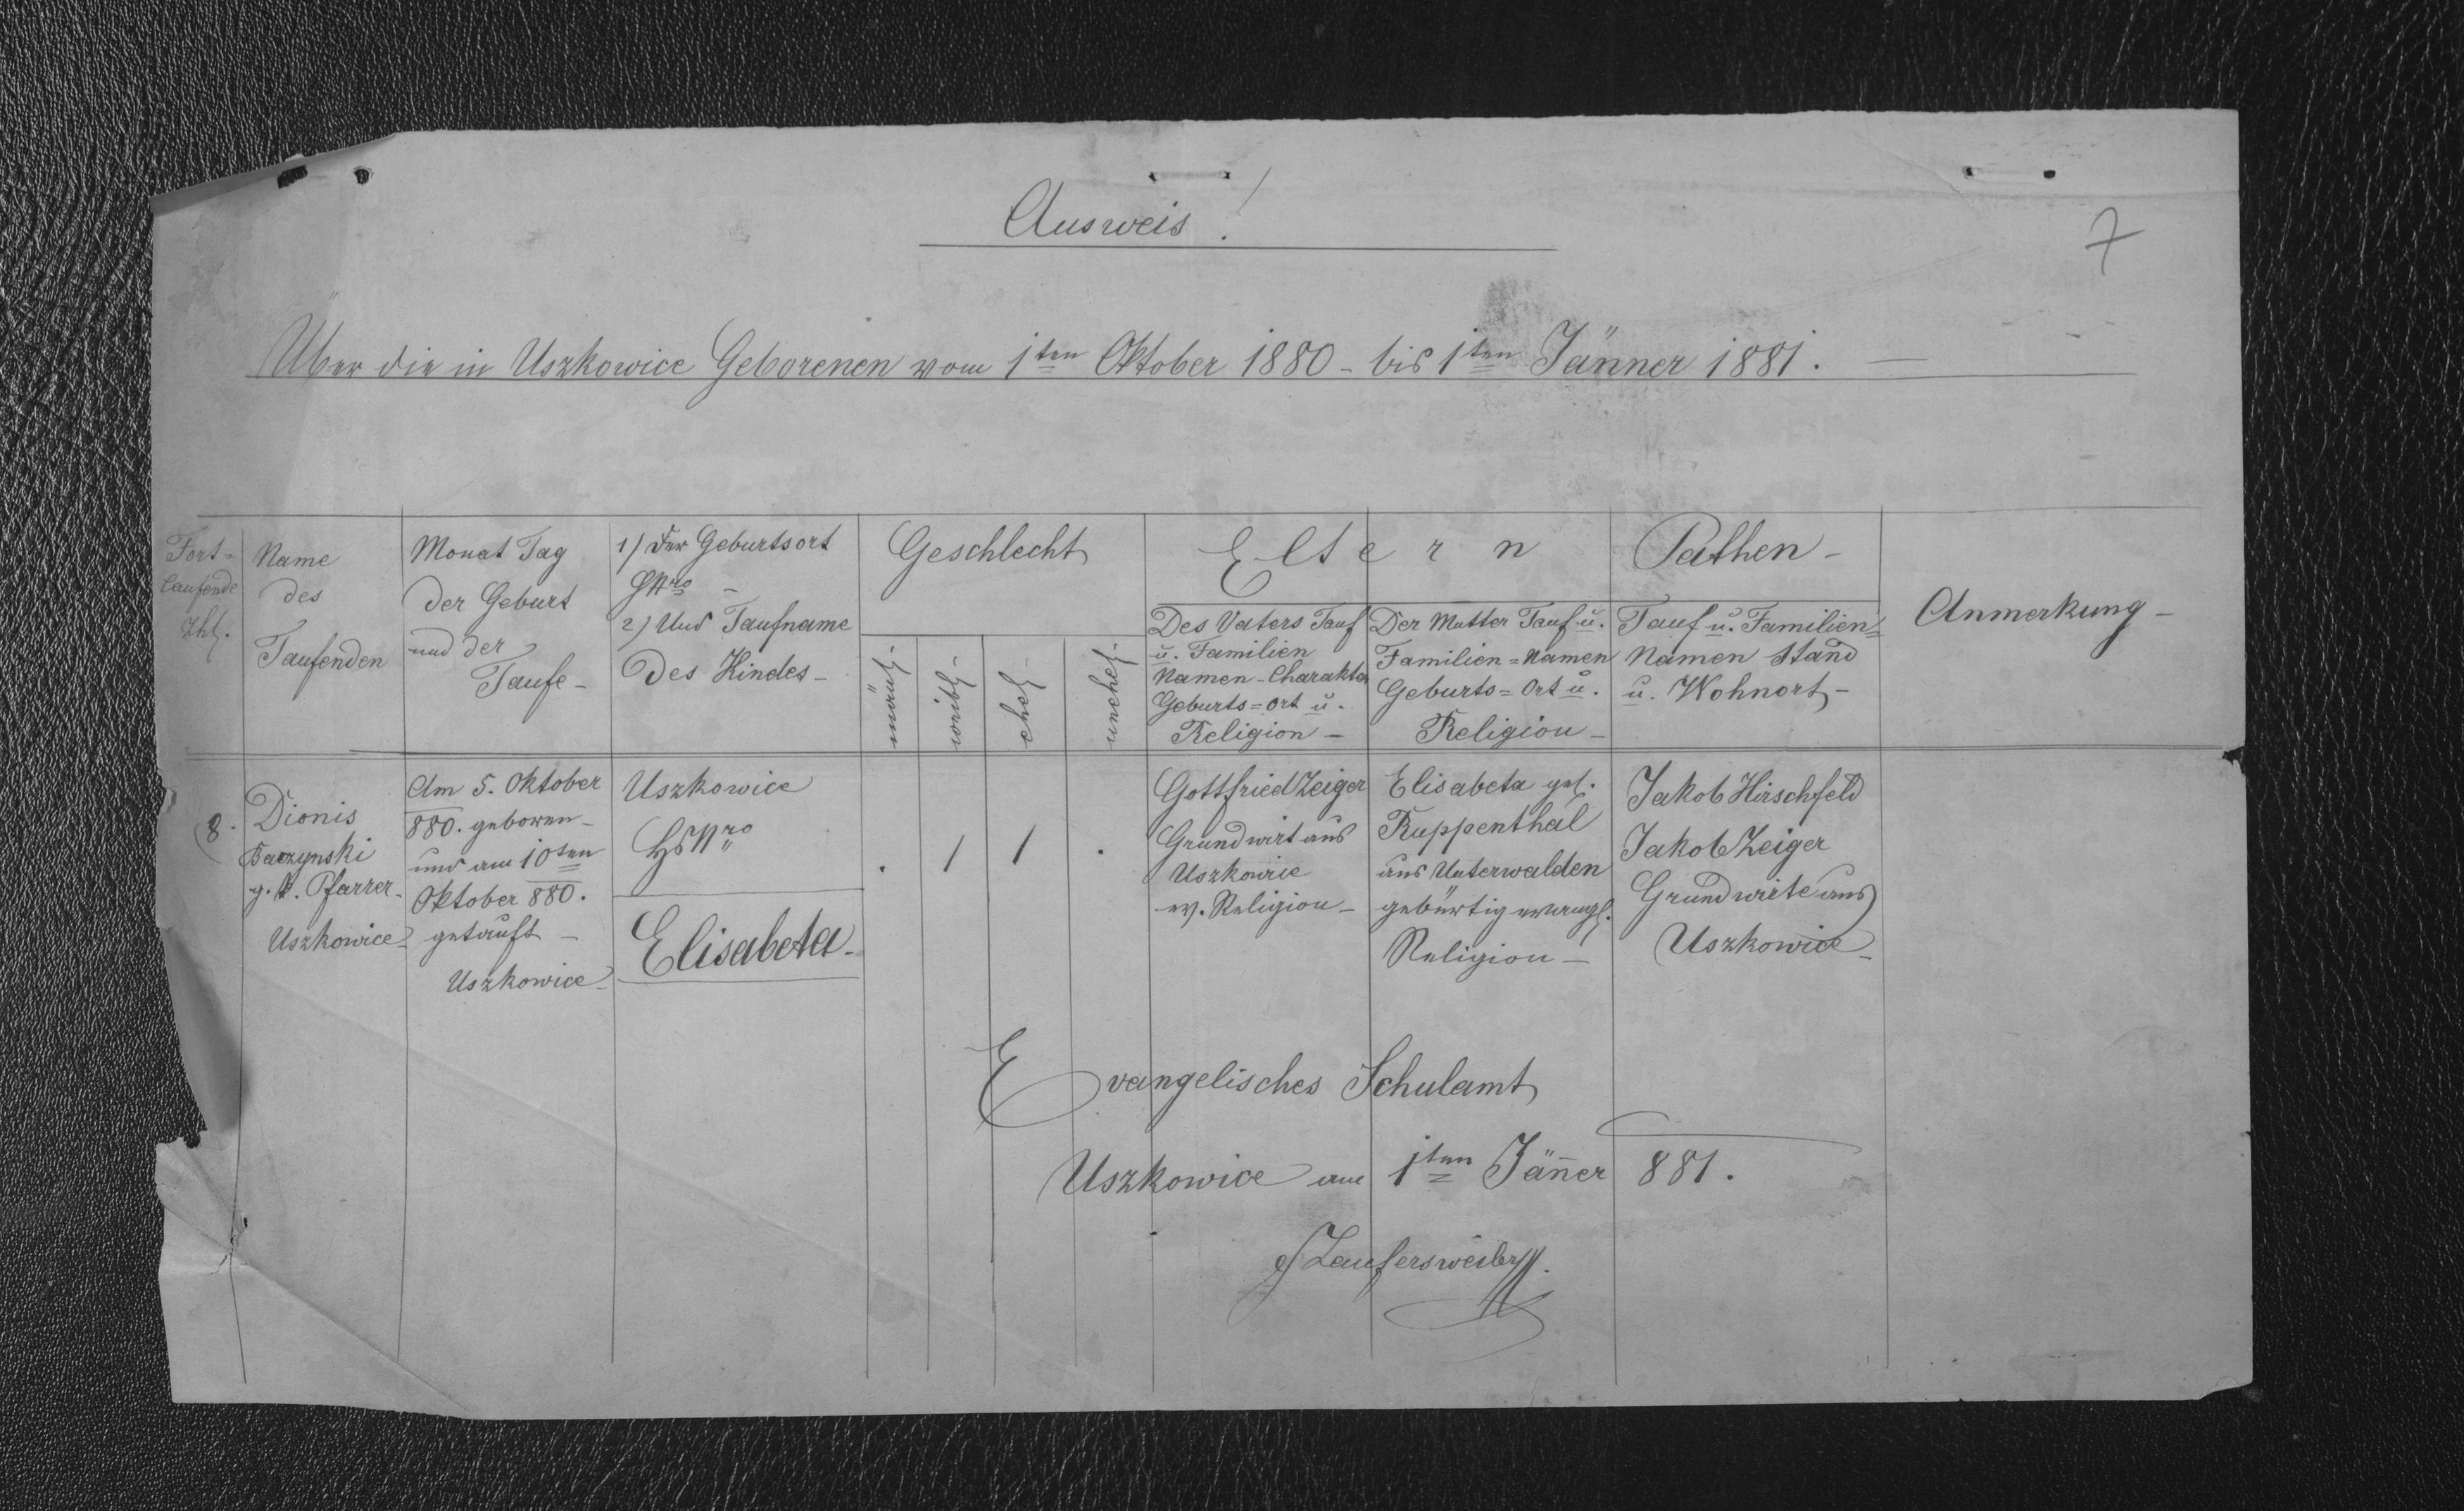 Ausweis!
7
Über die in Uszkowice Geborenen vom 1ten Oktober 1880 - bis 1ten Jänner 1881. —
Fort=
laufende
Zhl.
Name
des
Taufenden
Monat Tag
der Geburt
und der
Taufe -
1) Der Geburtsort
HNro -
2) Und Taufname
Des Kindes -
Geschlecht
männl.
weibl.
ehel.
unehel.
Eltern
Des Vaters Tauf
u. Familien
Namen - Charakter
Geburts=ort u.
Religion -
Der Mutter Tauf u.
Familien=Namen
Geburts=Ort u.
Religion -
Pathen -
Tauf u. Familien=
Namen Stand
u. Wohnort -
Anmerkung -
8.
Dionis
Baczynski
g. k. Pfarrer -
Uszkowice -
Am 5. Oktober
880. geboren -
und am 10ten
Oktober 880.
getauft -
Uszkowice -
Uszkowice
HsNro
Elisabeta -
. 1 1 .
Gottfried Zeiger
Grundwirt aus
Uszkowice
ev. Religion -
Elisabeta geb.
Ruppenthal
aus Unterwalden
gebürtig evangl.
Religion -
Jakob Hirschfeld
Jakob Zeiger
Grundwirte aus
Uszkowice -
Evangelisches Schulamt
Uszkowice am 1ten Jäner 881.
J Laufersweiler